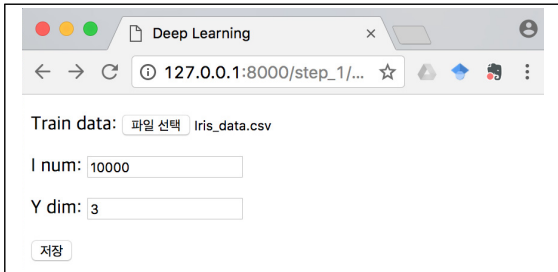 Deep Learning
127.0.0.1:8000/step_1/...
Train data: 파일 선택 Iris_data.csv
I num: 10000
Y dim: 3
저장